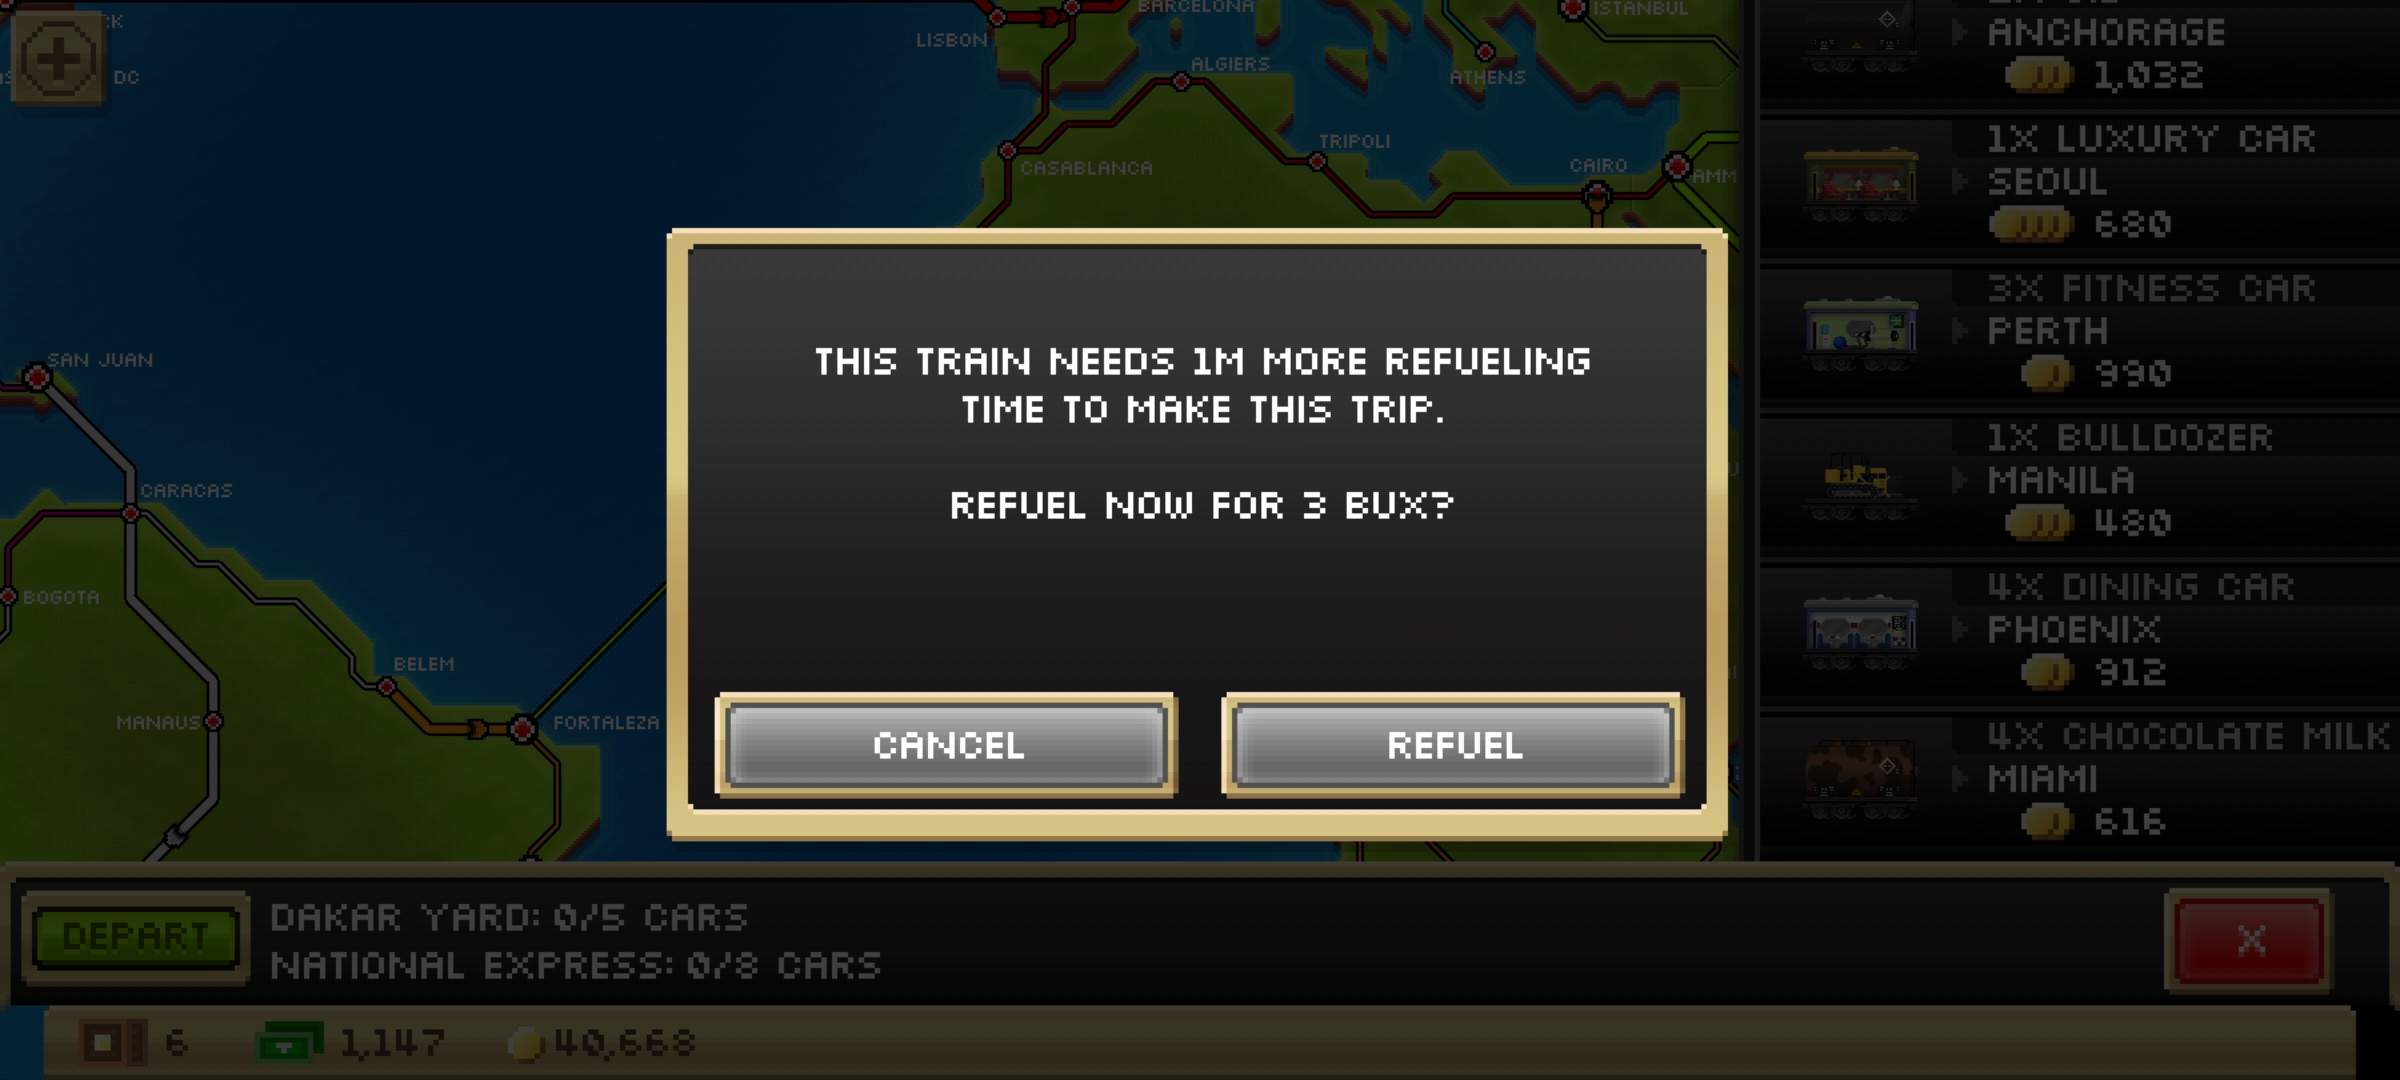 BARCELONA
ISTANBUL
LISBON
ANCHORAGE
DC
ALGIERS
ATHENS
1,032
TRIPOLI
1X LUXURY CAR
CASABLANCA
CAIRO
SEOUL
680
3X FITNESS CAR
PERTH
990
THIS TRAIN NEEDS 1M MORE REFUELING
TIME TO MAKE THIS TRIP.
REFUEL NOW FOR 3 BUX?
SAN JUAN
1X BULLDOZER
MANILA
480
CARACAS
BOGOTA
4X DINING CAR
PHOENIX
912
BELEM
MANAUS
FORTALEZA
CANCEL
REFUEL
4X CHOCOLATE MILK
MIAMI
616
DEPART
DAKAR YARD: 0/5 CARS
NATIONAL EXPRESS: 0/8 CARS
X
6
1,147
40,668